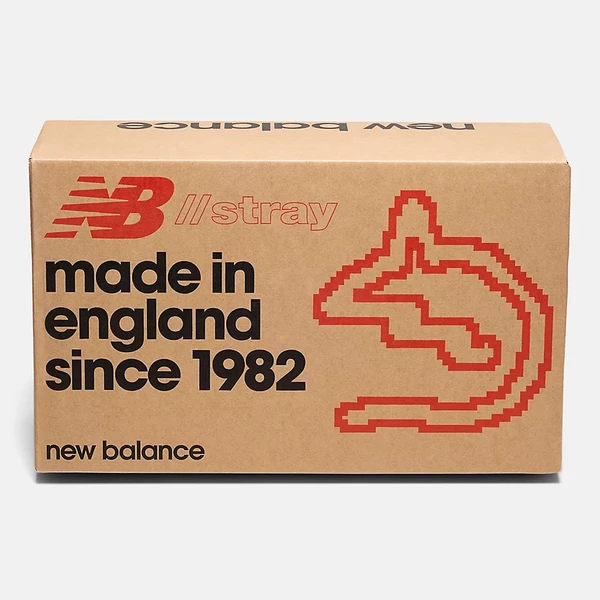 new balance
NB //stray
made in
england
since 1982
new balance